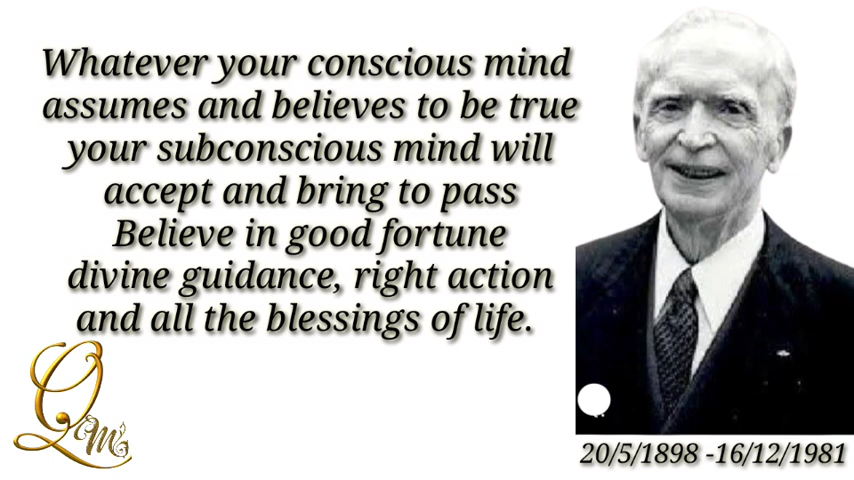 Whatever your conscious mind
assumes and believes to be true
your subconscious mind will
accept and bring to pass
Believe in good fortune
divine guidance, right action
and all the blessings of life.
QM's
20/5/1898 -16/12/1981